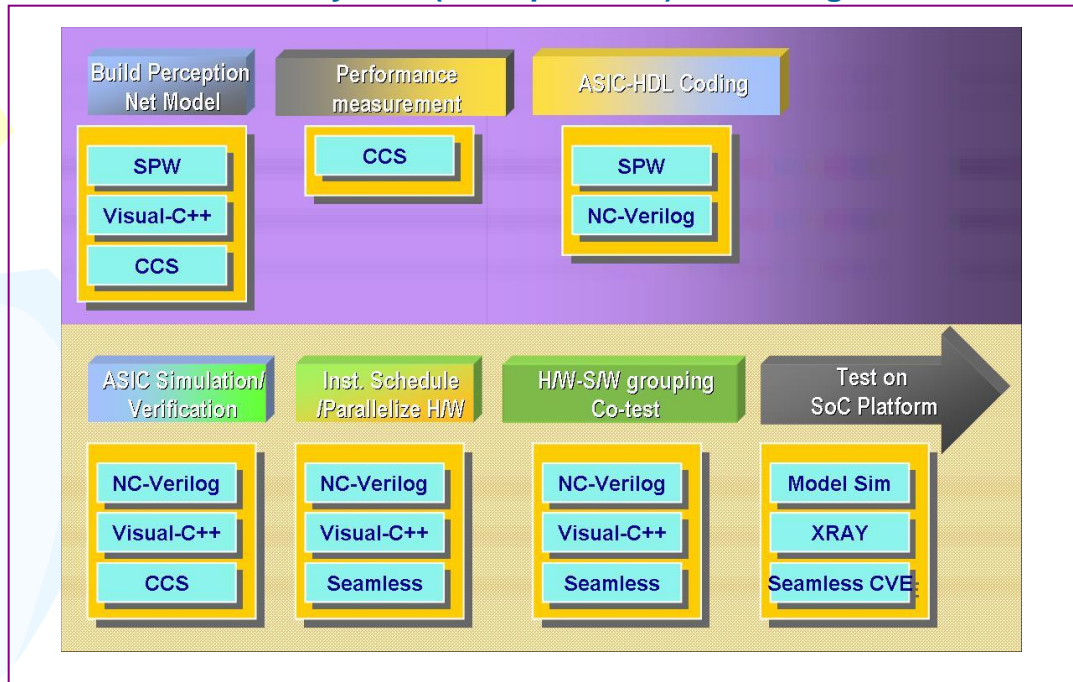 Build Perception
Net Model
SPW
Visual-C++
CCS
Performance
measurement
CCS
ASIC-HDL Coding
SPW
NC-Verilog
ASIC Simulation/
Verification
NC-Verilog
Visual-C++
CCS
Inst. Schedule
/Parallelize H/W
NC-Verilog
Visual-C++
Seamless
H/W-S/W grouping
Co-test
NC-Verilog
Visual-C++
Seamless
Test on
SoC Platform
Model Sim
XRAY
Seamless CVE